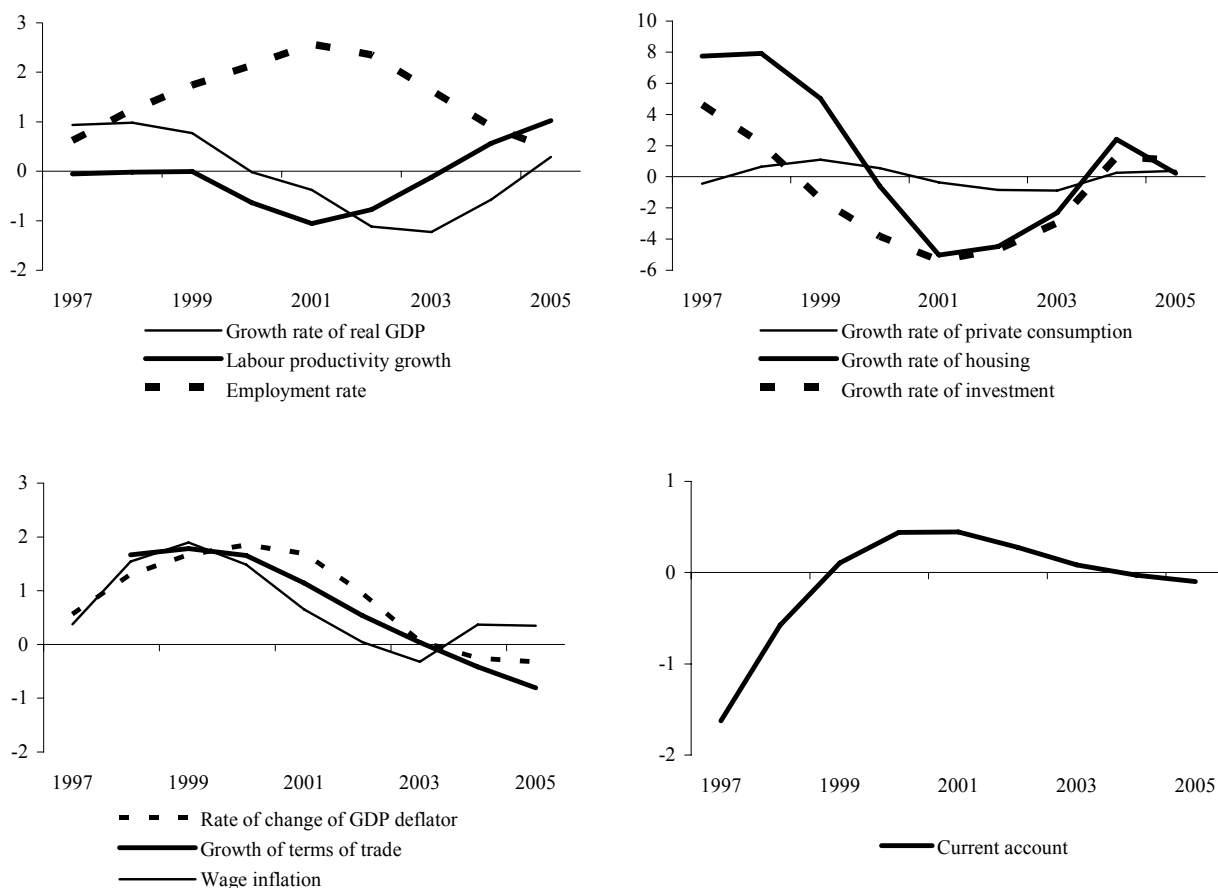 3
2
1
0
-1
-2
1997 1999 2001 2003 2005
Growth rate of real GDP
Labour productivity growth
Employment rate
10
8
6
4
2
0
-2
-4
-6
1997 1999 2001 2003 2005
Growth rate of private consumption
Growth rate of housing
Growth rate of investment
3
2
1
0
-1
-2
1997 1999 2001 2003 2005
Rate of change of GDP deflator
Growth of terms of trade
Wage inflation
1
0
-1
-2
1997 1999 2001 2003 2005
Current account